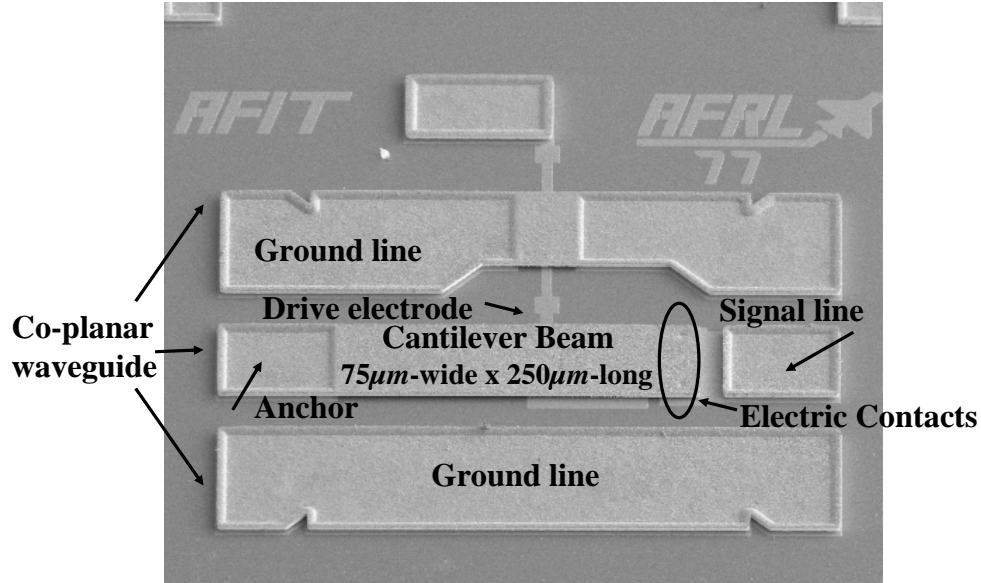 AFIT
AFRL
77
Ground line
Drive electrode
Signal line
Co-planar
waveguide
Cantilever Beam
75μm-wide x 250μm-long
Anchor
Electric Contacts
Ground line